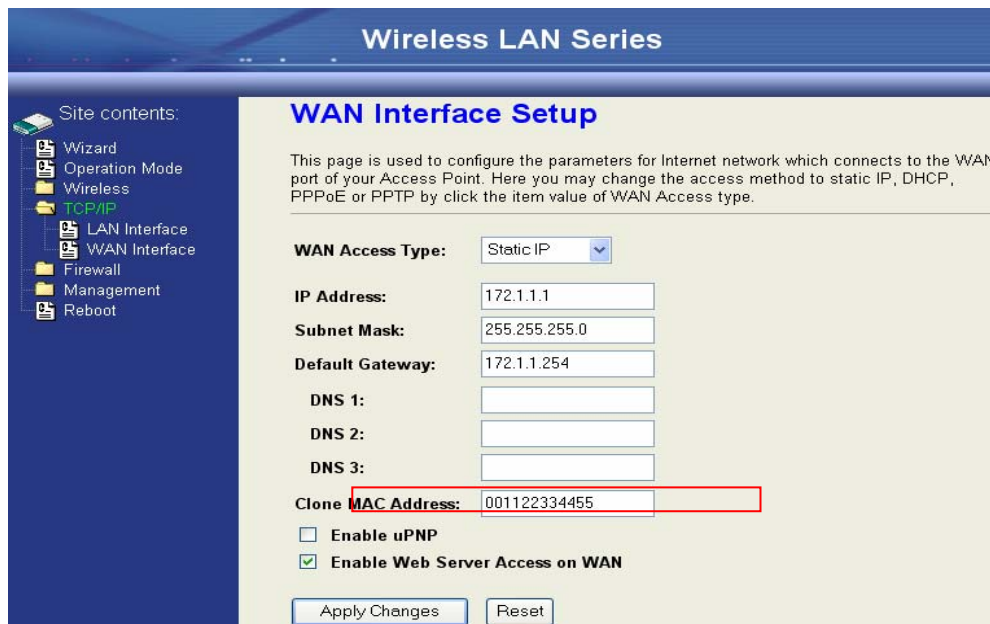 Wireless LAN Series
Site contents:
Wizard
Operation Mode
Wireless
TCP/IP
LAN Interface
WAN Interface
Firewall
Management
Reboot
WAN Interface Setup
This page is used to configure the parameters for Internet network which connects to the WAN
port of your Access Point. Here you may change the access method to static IP, DHCP,
PPPoE or PPTP by click the item value of WAN Access type.
WAN Access Type: Static IP
IP Address: 172.1.1.1
Subnet Mask: 255.255.255.0
Default Gateway: 172.1.1.254
DNS 1:
DNS 2:
DNS 3:
Clone MAC Address: 001122334455
Enable uPNP
Enable Web Server Access on WAN
Apply Changes Reset